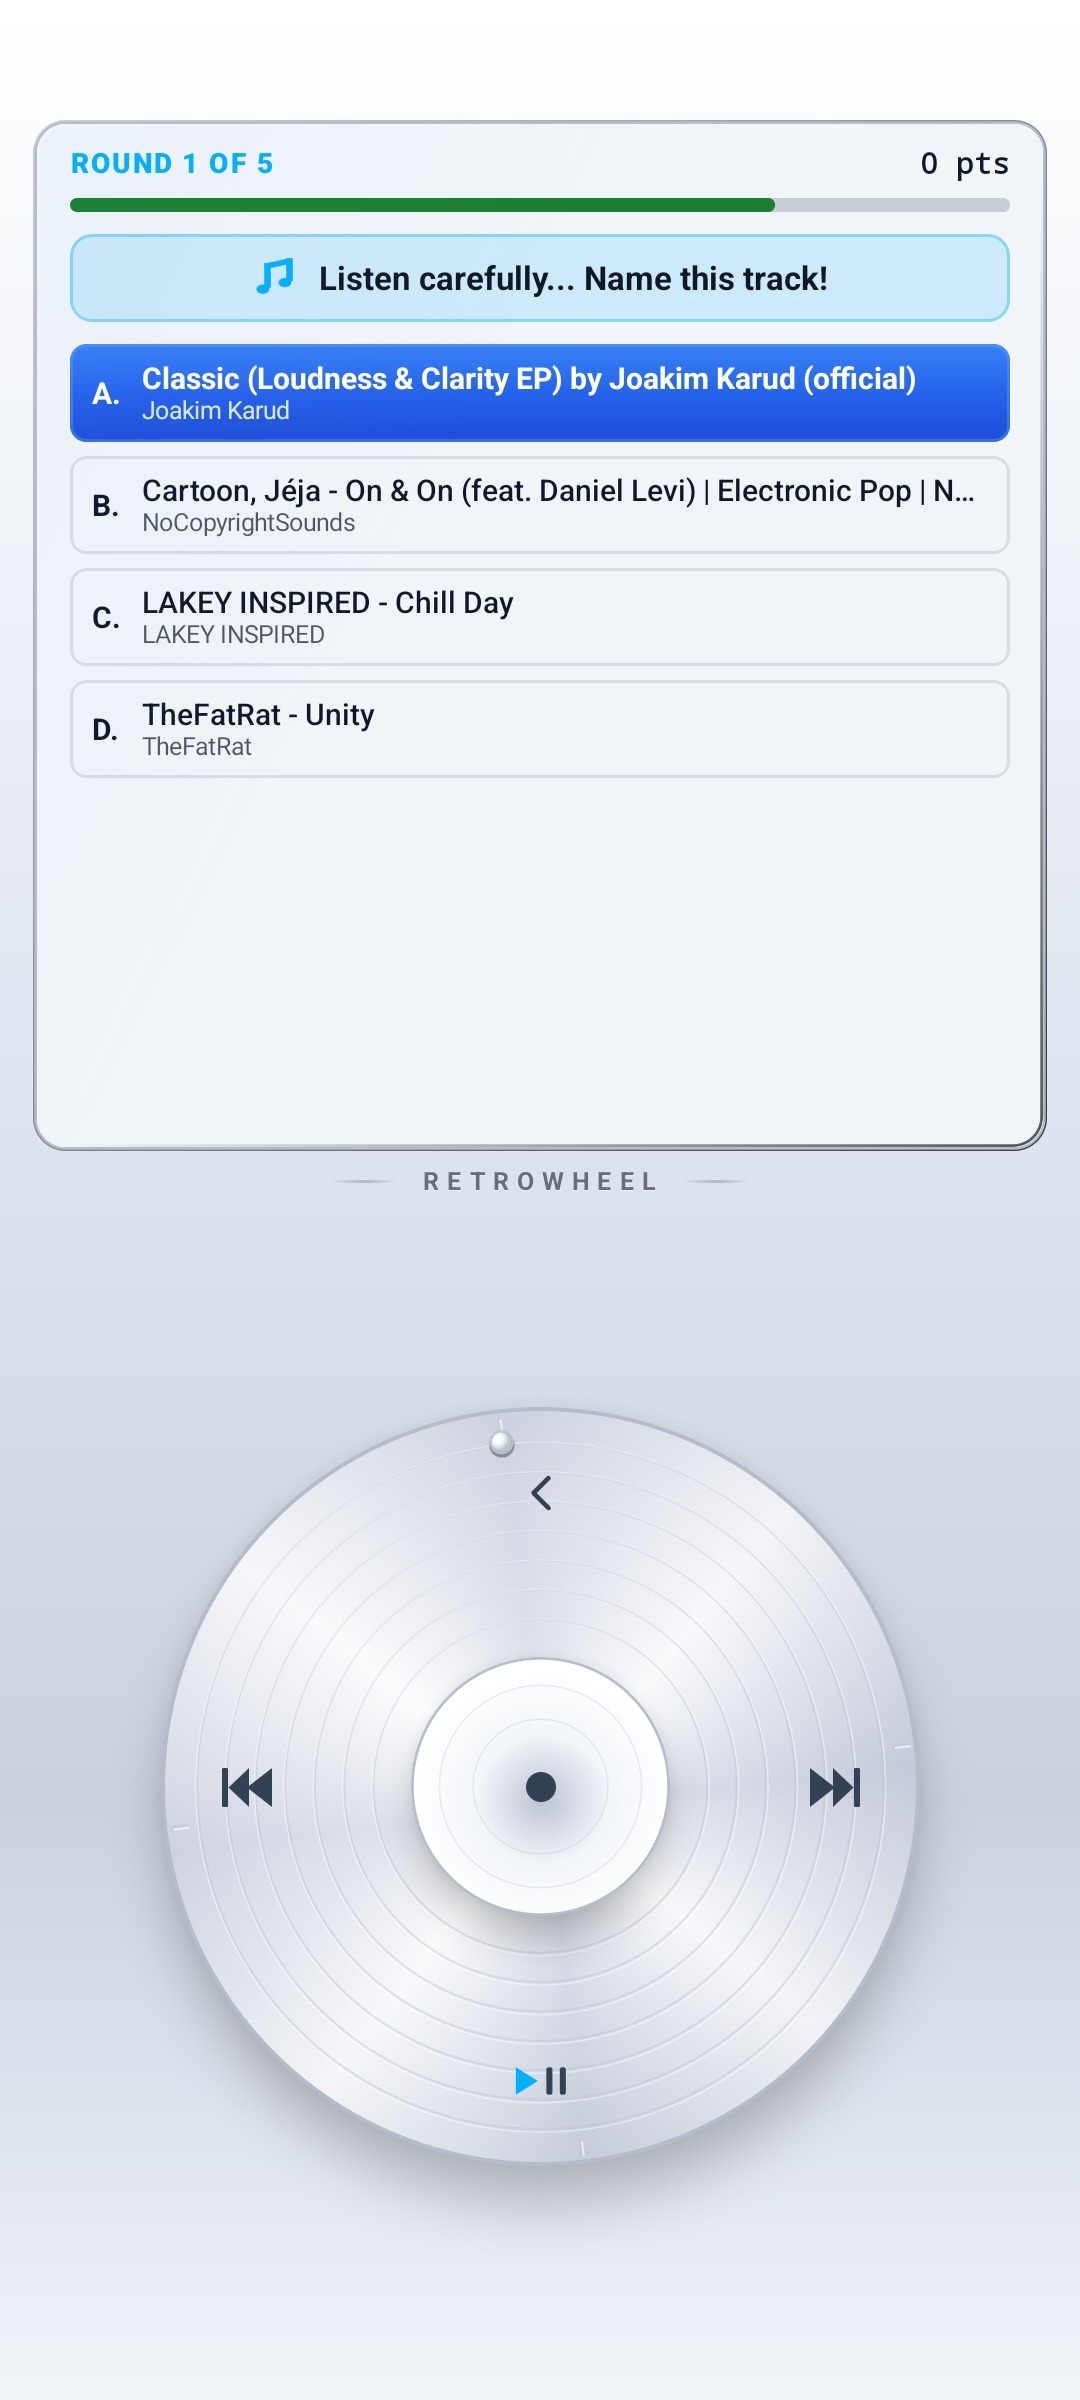 ROUND 1 OF 5
0 pts
Listen carefully... Name this track!
A.
Classic (Loudness & Clarity EP) by Joakim Karud (official)
Joakim Karud
B.
Cartoon, Jéja - On & On (feat. Daniel Levi) | Electronic Pop | N...
NoCopyrightSounds
C.
LAKEY INSPIRED - Chill Day
LAKEY INSPIRED
D.
TheFatRat - Unity
TheFatRat
RETROWHEEL